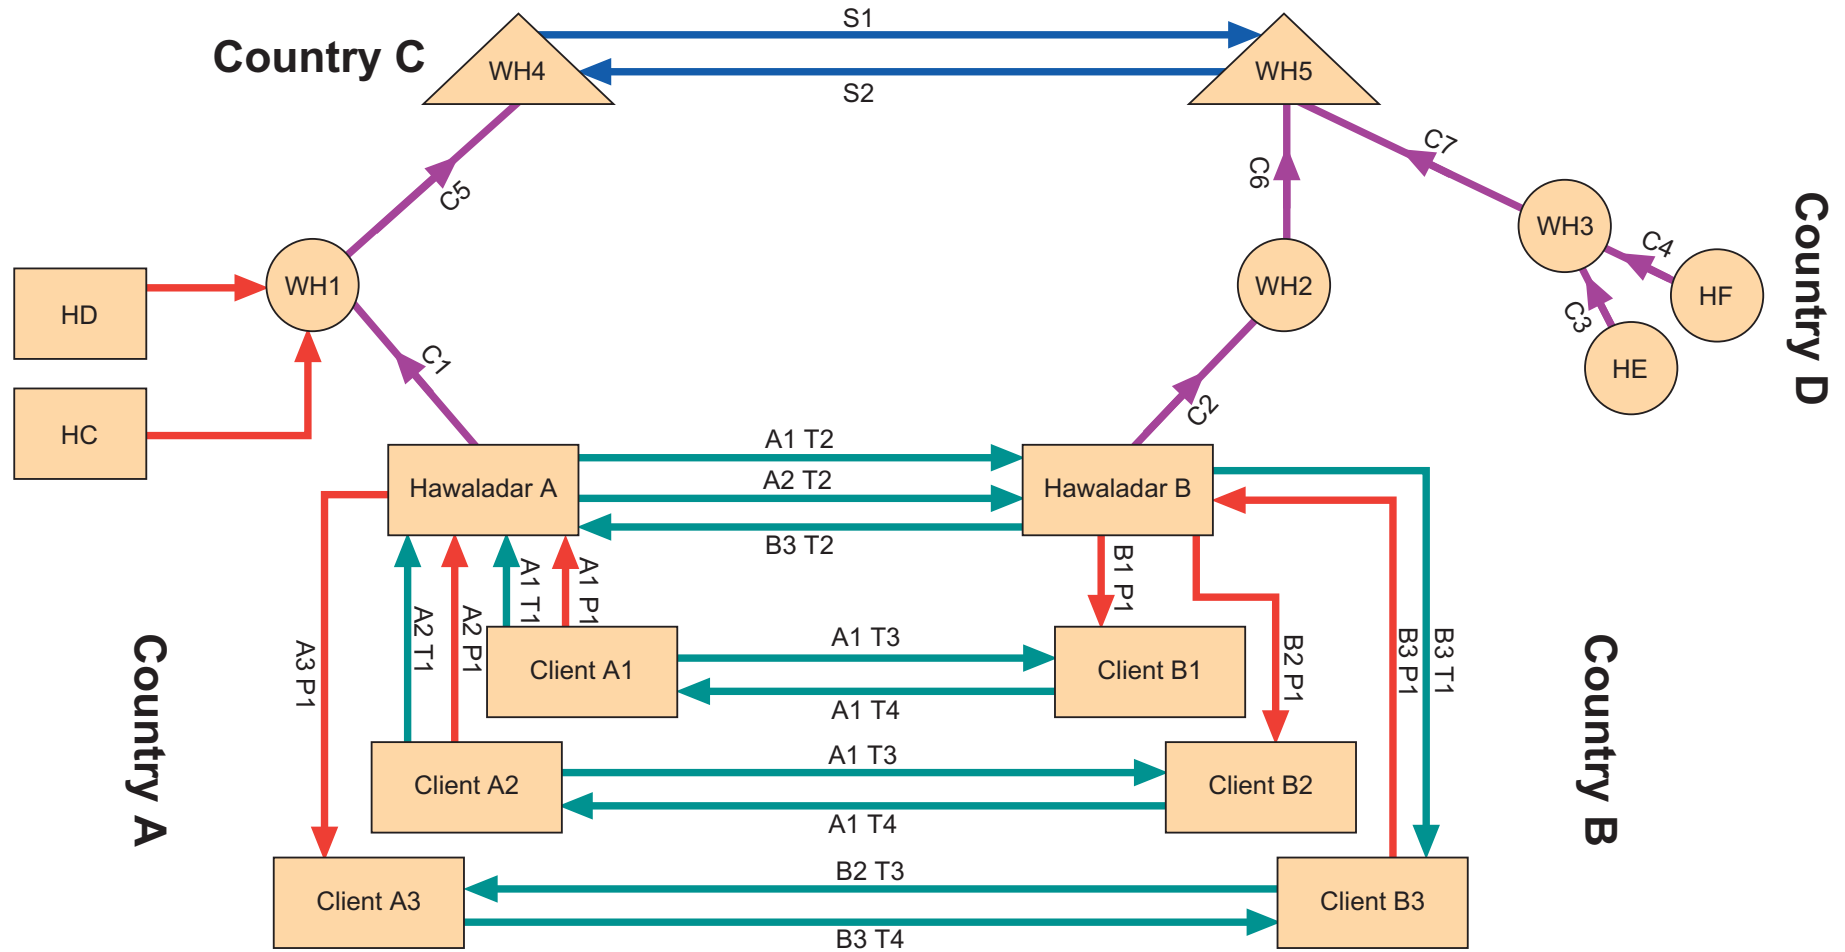 S1
Country C
WH4
WH5
S2
C7
C6
C5
Country D
WH3
C4
HF
WH1
WH2
HD
C3
HE
C1
C2
HC
A1 T2
Hawaladar A
A2 T2
Hawaladar B
B3 T2
A1 T1
A1 P1
B1 P1
A2 T1
A2 P1
A3 P1
A1 T3
Client A1
Client B1
A1 T4
B2 P1
B3 P1
B3 T1
Country A
Country B
A1 T3
Client A2
Client B2
A1 T4
B2 T3
Client A3
Client B3
B3 T4